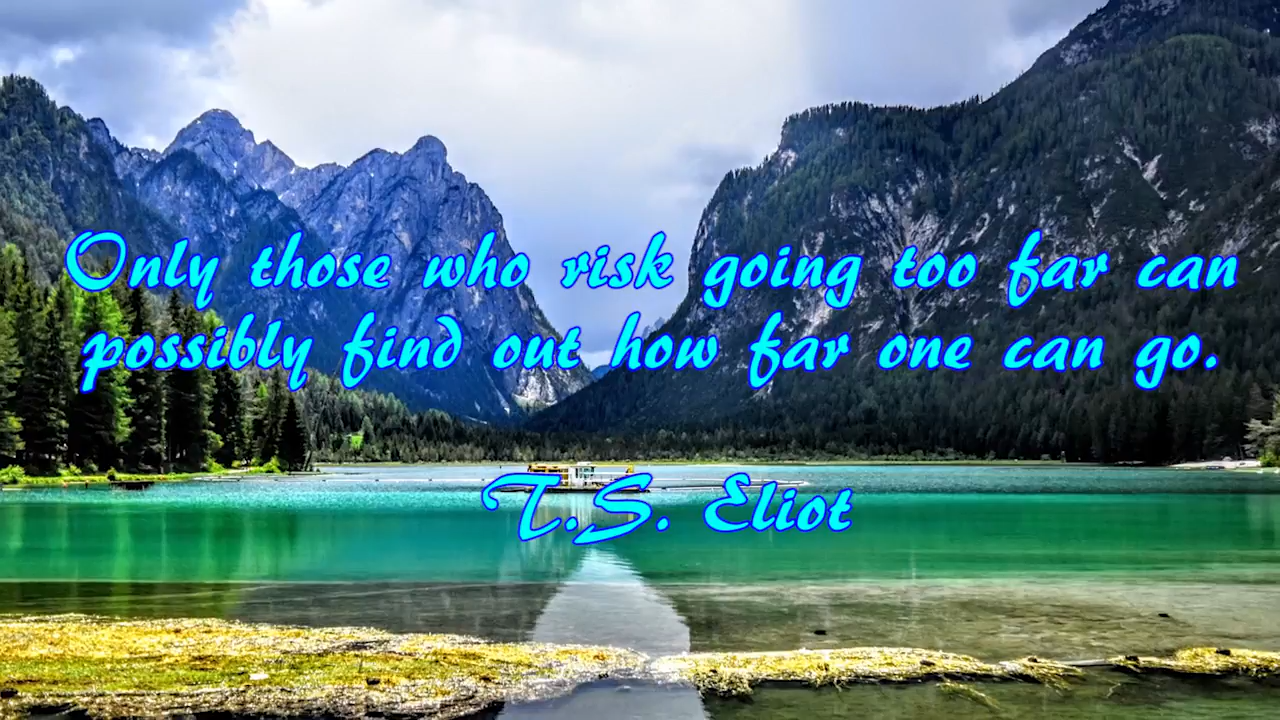 Only those who risk going too far can
possibly find out how far one can go.
T.S. Eliot